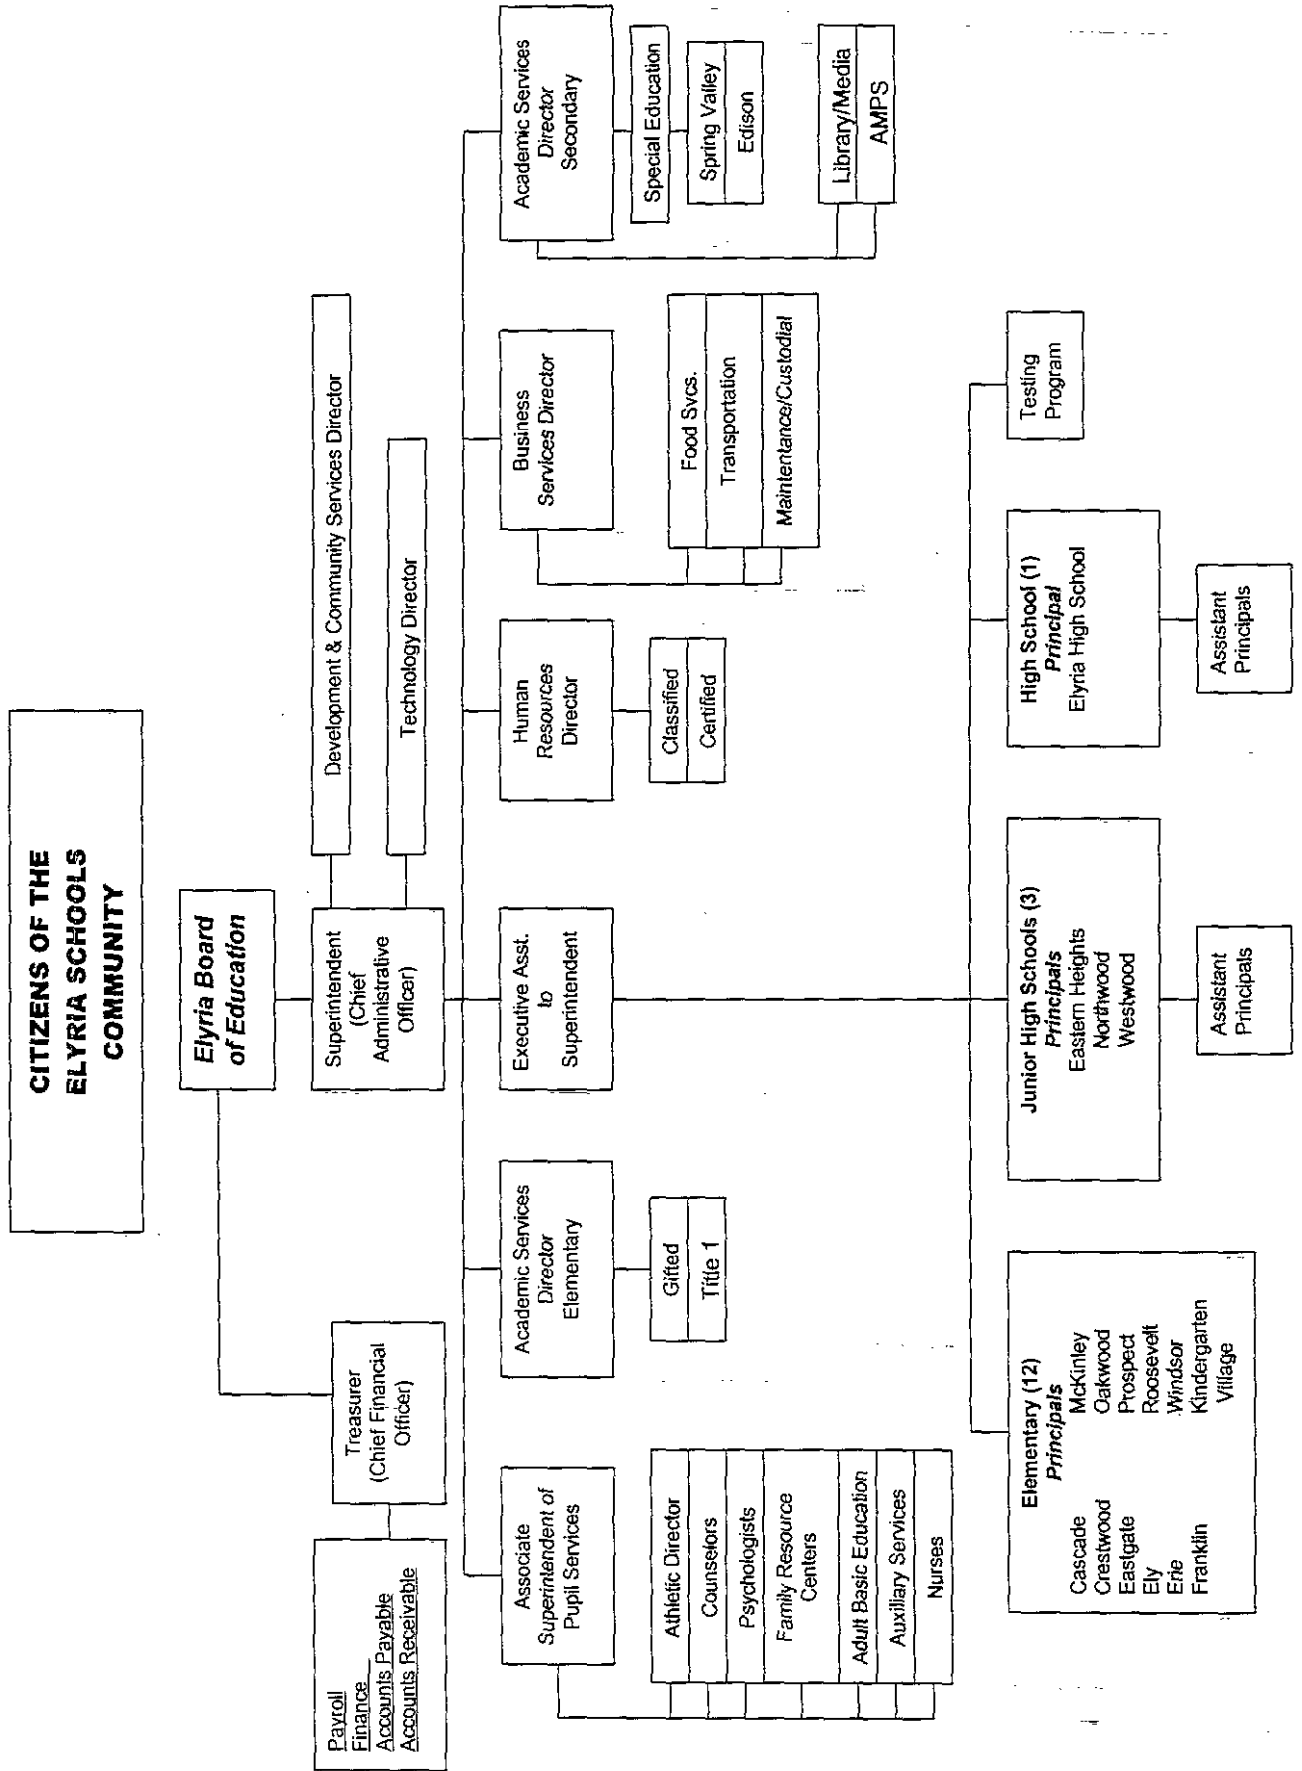 CITIZENS OF THE
ELYRIA SCHOOLS
COMMUNITY
Elyria Board
of Education
Treasurer
(Chief Financial
Officer)
Payroll
Finance
Accounts Payable
Accounts Receivable
Superintendent
(Chief
Administrative
Officer)
Development & Community Services Director
Technology Director
Associate
Superintendent of
Pupil Services
Athletic Director
Counselors
Psychologists
Family Resource
Centers
Adult Basic Education
Auxiliary Services
Nurses
Academic Services
Director
Elementary
Gifted
Title 1
Executive Asst.
to
Superintendent
Human
Resources
Director
Classified
Certified
Business
Services Director
Food Svcs.
Transportation
Maintentance/Custodial
Academic Services
Director
Secondary
Special Education
Spring Valley
Edison
Library/Media
AMPS
Elementary (12)
Principals
Cascade McKinley
Crestwood Oakwood
Eastgate Prospect
Ely Roosevelt
Erie Windsor
Franklin Kindergarten
Village
Junior High Schools (3)
Principals
Eastern Heights
Northwood
Westwood
Assistant
Principals
High School (1)
Principal
Elyria High School
Assistant
Principals
Testing
Program